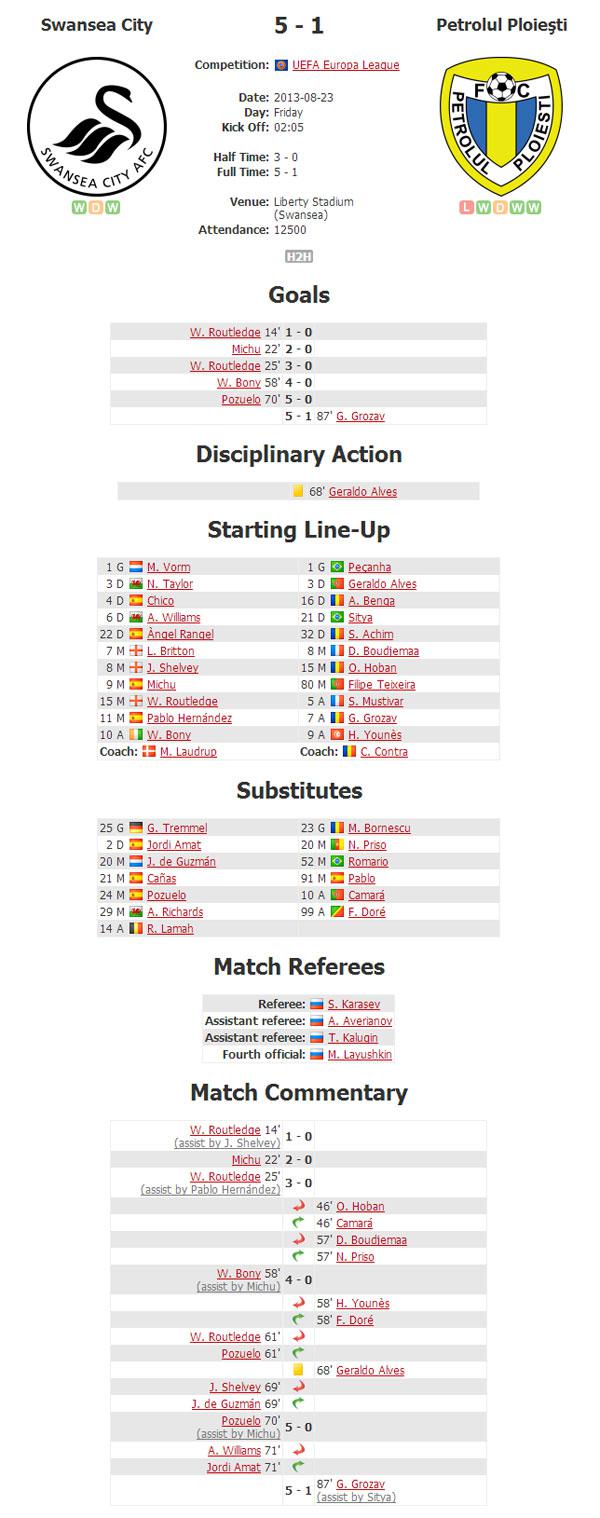 Swansea City
5 - 1
Petrolul Ploieşti
Competition: UEFA Europa League
Date: 2013-08-23
Day: Friday
Kick Off: 02:05
Half Time: 3 - 0
Full Time: 5 - 1
Venue: Liberty Stadium
(Swansea)
Attendance: 12500
SWANSEA CITY AFC
FC
PETROLUL PLOIESTI
W D W
L W D W W
H2H
Goals
W. Routledge 14' 1 - 0
Michu 22' 2 - 0
W. Routledge 25' 3 - 0
W. Bony 58' 4 - 0
Pozuelo 70' 5 - 0
5 - 1 87' G. Grozav
Disciplinary Action
68' Geraldo Alves
Starting Line-Up
1 G M. Vorm 1 G Peçanha
3 D N. Taylor 3 D Geraldo Alves
4 D Chico 16 D A. Benga
6 D A. Williams 21 D Sitya
22 D Àngel Rangel 32 D S. Achim
7 M L. Britton 8 M D. Boudjemaa
8 M J. Shelvey 15 M O. Hoban
9 M Michu 80 M Filipe Teixeira
15 M W. Routledge 5 A S. Mustivar
11 M Pablo Hernández 7 A G. Grozav
10 A W. Bony 9 A H. Younès
Coach: M. Laudrup Coach: C. Contra
Substitutes
25 G G. Tremmel 23 G M. Bornescu
2 D Jordi Amat 20 M N. Priso
20 M J. de Guzmán 52 M Romario
21 M Cañas 91 M Pablo
24 M Pozuelo 10 A Camará
29 M A. Richards 99 A F. Doré
14 A R. Lamah
Match Referees
Referee: S. Karasev
Assistant referee: A. Averianov
Assistant referee: T. Kalugin
Fourth official: M. Layushkin
Match Commentary
W. Routledge 14' 1 - 0
(assist by J. Shelvey)
Michu 22' 2 - 0
W. Routledge 25' 3 - 0
(assist by Pablo Hernández)
46' O. Hoban
46' Camará
57' D. Boudjemaa
57' N. Priso
W. Bony 58' 4 - 0
(assist by Michu)
58' H. Younès
58' F. Doré
W. Routledge 61'
Pozuelo 61'
68' Geraldo Alves
J. Shelvey 69'
J. de Guzmán 69'
Pozuelo 70' 5 - 0
(assist by Michu)
A. Williams 71'
Jordi Amat 71'
5 - 1 87' G. Grozav
(assist by Sitya)